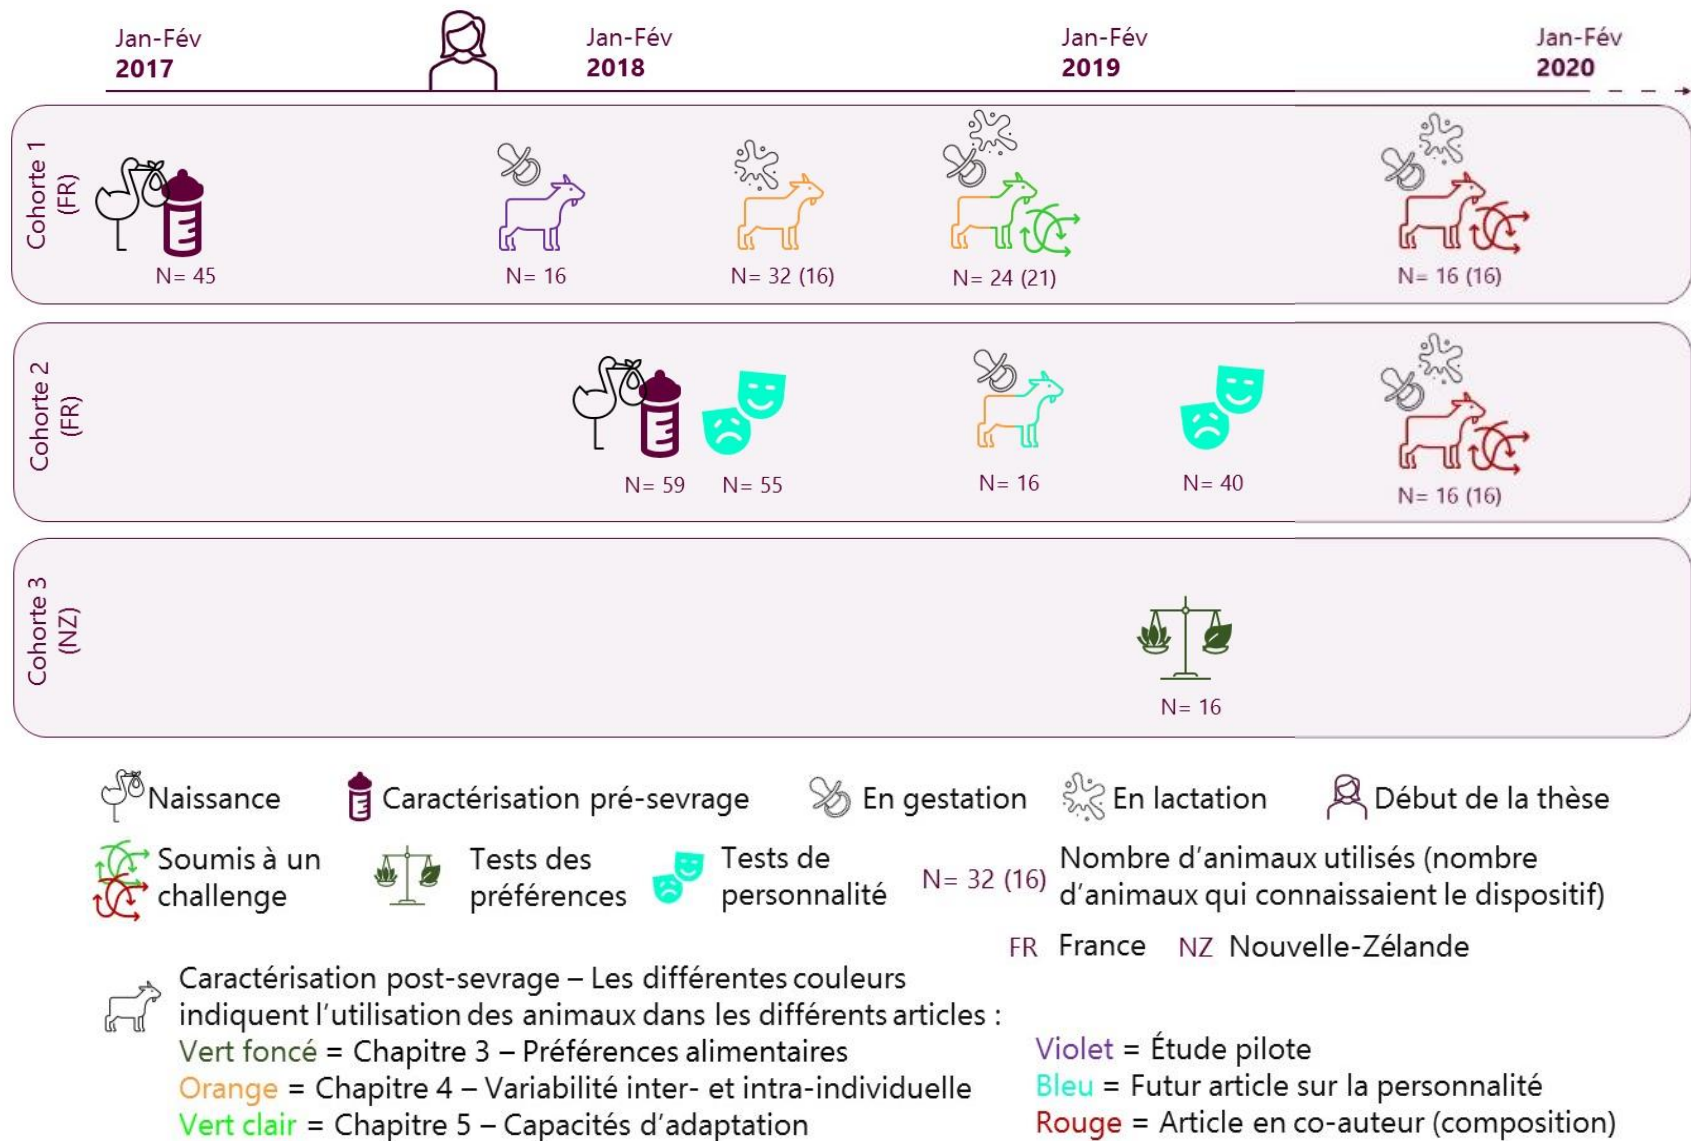 Jan-Fév
2017
Jan-Fév
2018
Jan-Fév
2019
Jan-Fév
2020
Cohorte 1
(FR)
N= 45
N= 16
N= 32 (16)
N= 24 (21)
N= 16 (16)
Cohorte 2
(FR)
N= 59
N= 55
N= 16
N= 40
N= 16 (16)
Cohorte 3
(NZ)
N= 16
Naissance
Caractérisation pré-sevrage
En gestation
En lactation
Début de la thèse
Soumis à un
challenge
Tests des
préférences
Tests de
personnalité
N= 32 (16)
Nombre d'animaux utilisés (nombre
d'animaux qui connaissaient le dispositif)
FR France NZ Nouvelle-Zélande
Caractérisation post-sevrage – Les différentes couleurs
indiquent l'utilisation des animaux dans les différents articles :
Vert foncé = Chapitre 3 – Préférences alimentaires
Orange = Chapitre 4 – Variabilité inter- et intra-individuelle
Vert clair = Chapitre 5 – Capacités d'adaptation
Violet = Étude pilote
Bleu = Futur article sur la personnalité
Rouge = Article en co-auteur (composition)